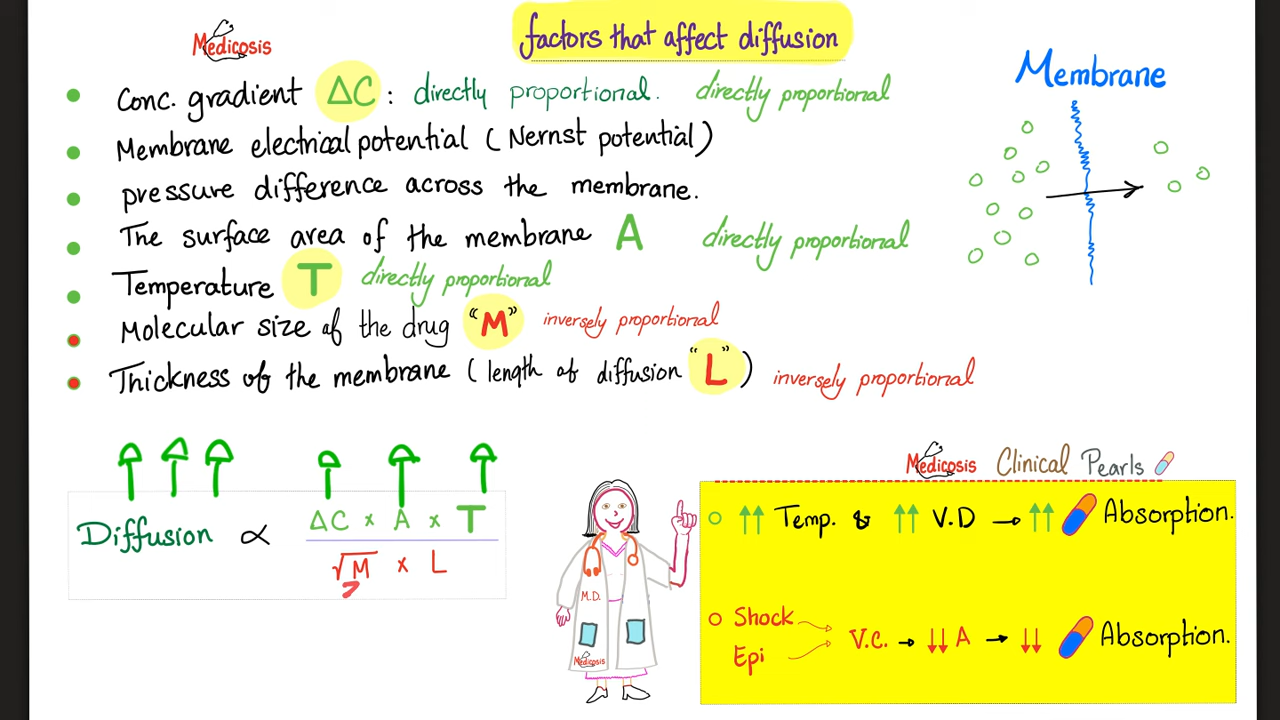 Medicosis
factors that affect diffusion
Conc. gradient ΔC : directly proportional. directly proportional
Membrane electrical potential (Nernst potential)
pressure difference across the membrane.
The surface area of the membrane A directly proportional
Temperature T directly proportional
Molecular size of the drug "M" inversely proportional
Thickness of the membrane (length of diffusion "L") inversely proportional
Membrane
Diffusion ∝ ΔC × A × T
√M × L
M.D.
Medicosis
Medicosis Clinical Pearls
↑↑ Temp. & ↑↑ V.D → ↑↑ Absorption.
Shock
Epi
V.C. → ↓↓ A → ↓↓ Absorption.